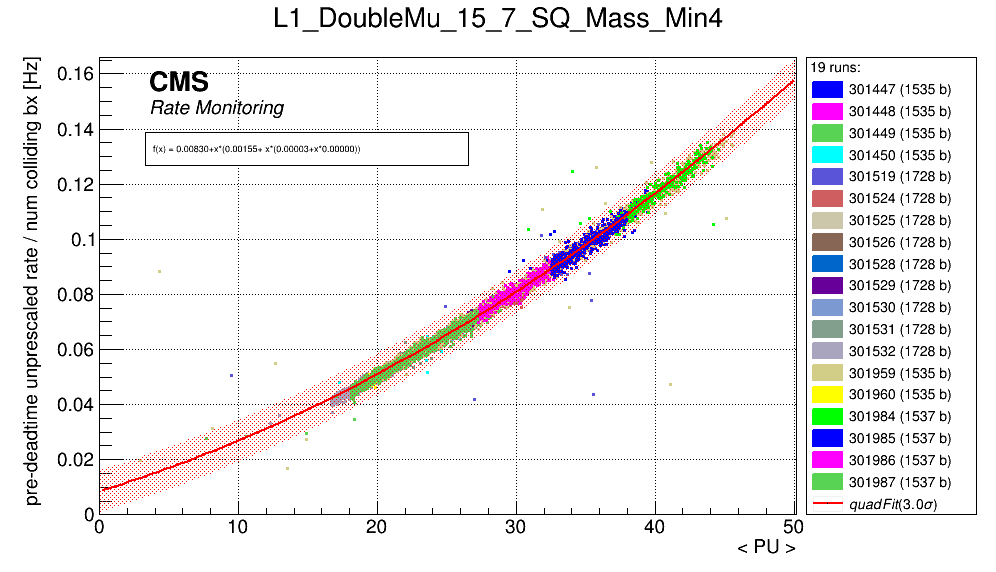 L1_DoubleMu_15_7_SQ_Mass_Min4
pre-deadtime unprescaled rate / num colliding bx [Hz]
0.16
0.14
0.12
0.1
0.08
0.06
0.04
0.02
0
CMS
Rate Monitoring
f(x) = 0.00830+x*(0.00155+ x*(0.00003+x*0.00000))
0 10 20 30 40 50
< PU >
19 runs:
301447 (1535 b)
301448 (1535 b)
301449 (1535 b)
301450 (1535 b)
301519 (1728 b)
301524 (1728 b)
301525 (1728 b)
301526 (1728 b)
301528 (1728 b)
301529 (1728 b)
301530 (1728 b)
301531 (1728 b)
301532 (1728 b)
301959 (1535 b)
301960 (1535 b)
301984 (1537 b)
301985 (1537 b)
301986 (1537 b)
301987 (1537 b)
quadFit(3.0σ)